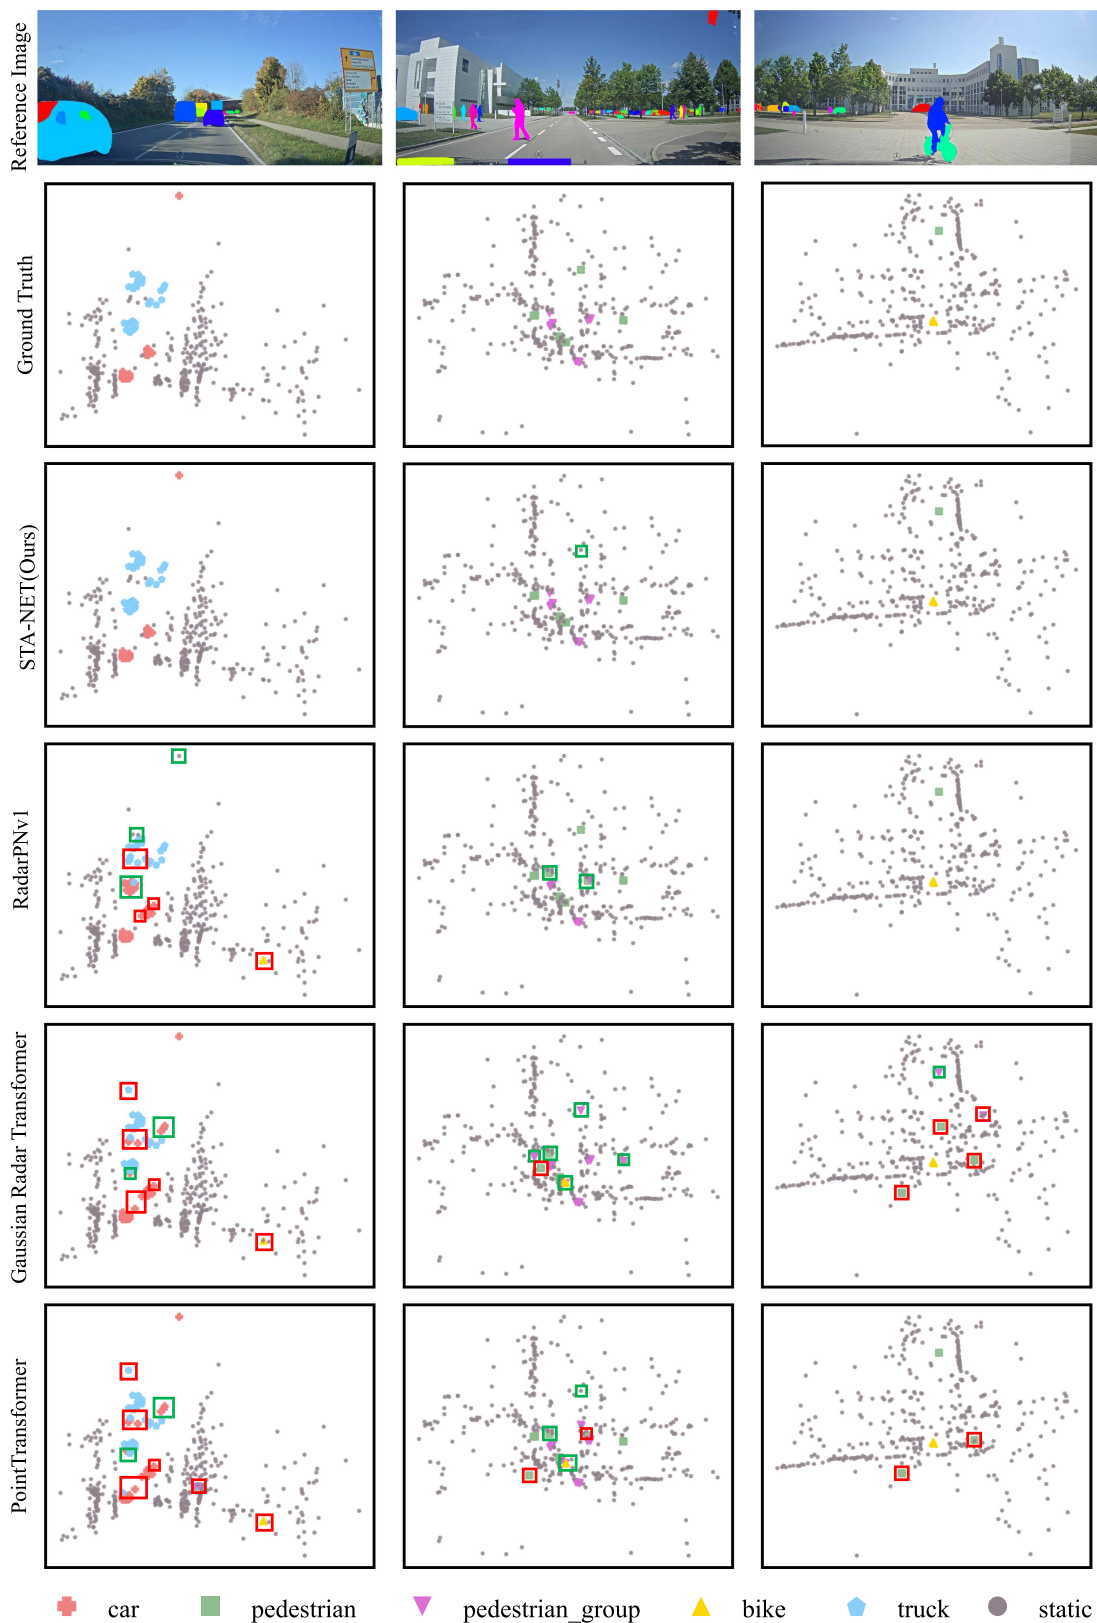 Reference Image
Ground Truth
STA-NET(Ours)
RadarPNv1
Gaussian Radar Transformer
PointTransformer
car
pedestrian
pedestrian_group
bike
truck
static